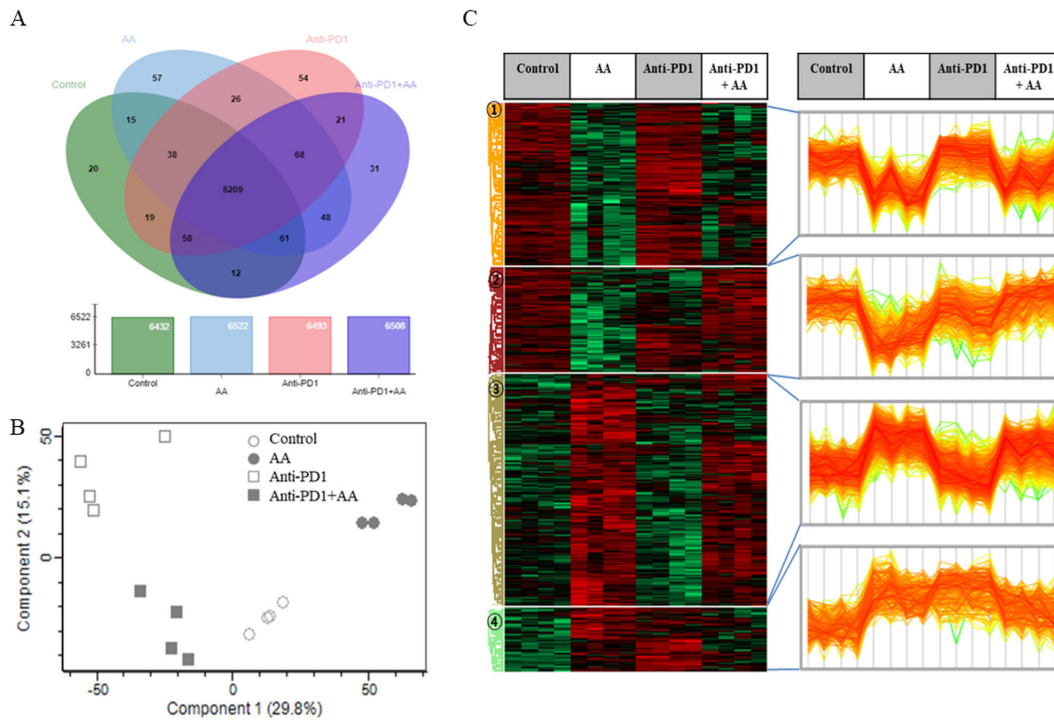 A
AA
Anti-PD1
Control
Anti-PD1+AA
57
54
26
15
21
38
68
20
31
6209
19
48
58
61
12
6522
3261
0
6432
6522
6493
6508
Control
AA
Anti-PD1
Anti-PD1+AA
B
50
0
Component 2 (15.1%)
Control
AA
Anti-PD1
Anti-PD1+AA
-50
0
50
Component 1 (29.8%)
C
Control
AA
Anti-PD1
Anti-PD1
+ AA
Control
AA
Anti-PD1
Anti-PD1
+ AA
①
②
③
④